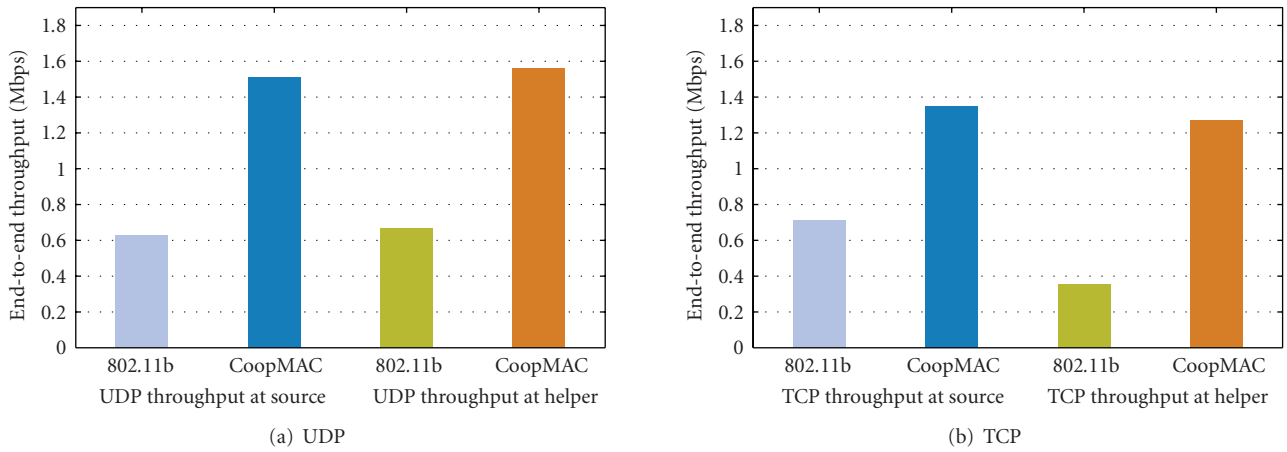 End-to-end throughput (Mbps)
1.8
1.6
1.4
1.2
1
0.8
0.6
0.4
0.2
0
802.11b CoopMAC 802.11b CoopMAC
UDP throughput at source UDP throughput at helper
(a) UDP
End-to-end throughput (Mbps)
1.8
1.6
1.4
1.2
1
0.8
0.6
0.4
0.2
0
802.11b CoopMAC 802.11b CoopMAC
TCP throughput at source TCP throughput at helper
(b) TCP